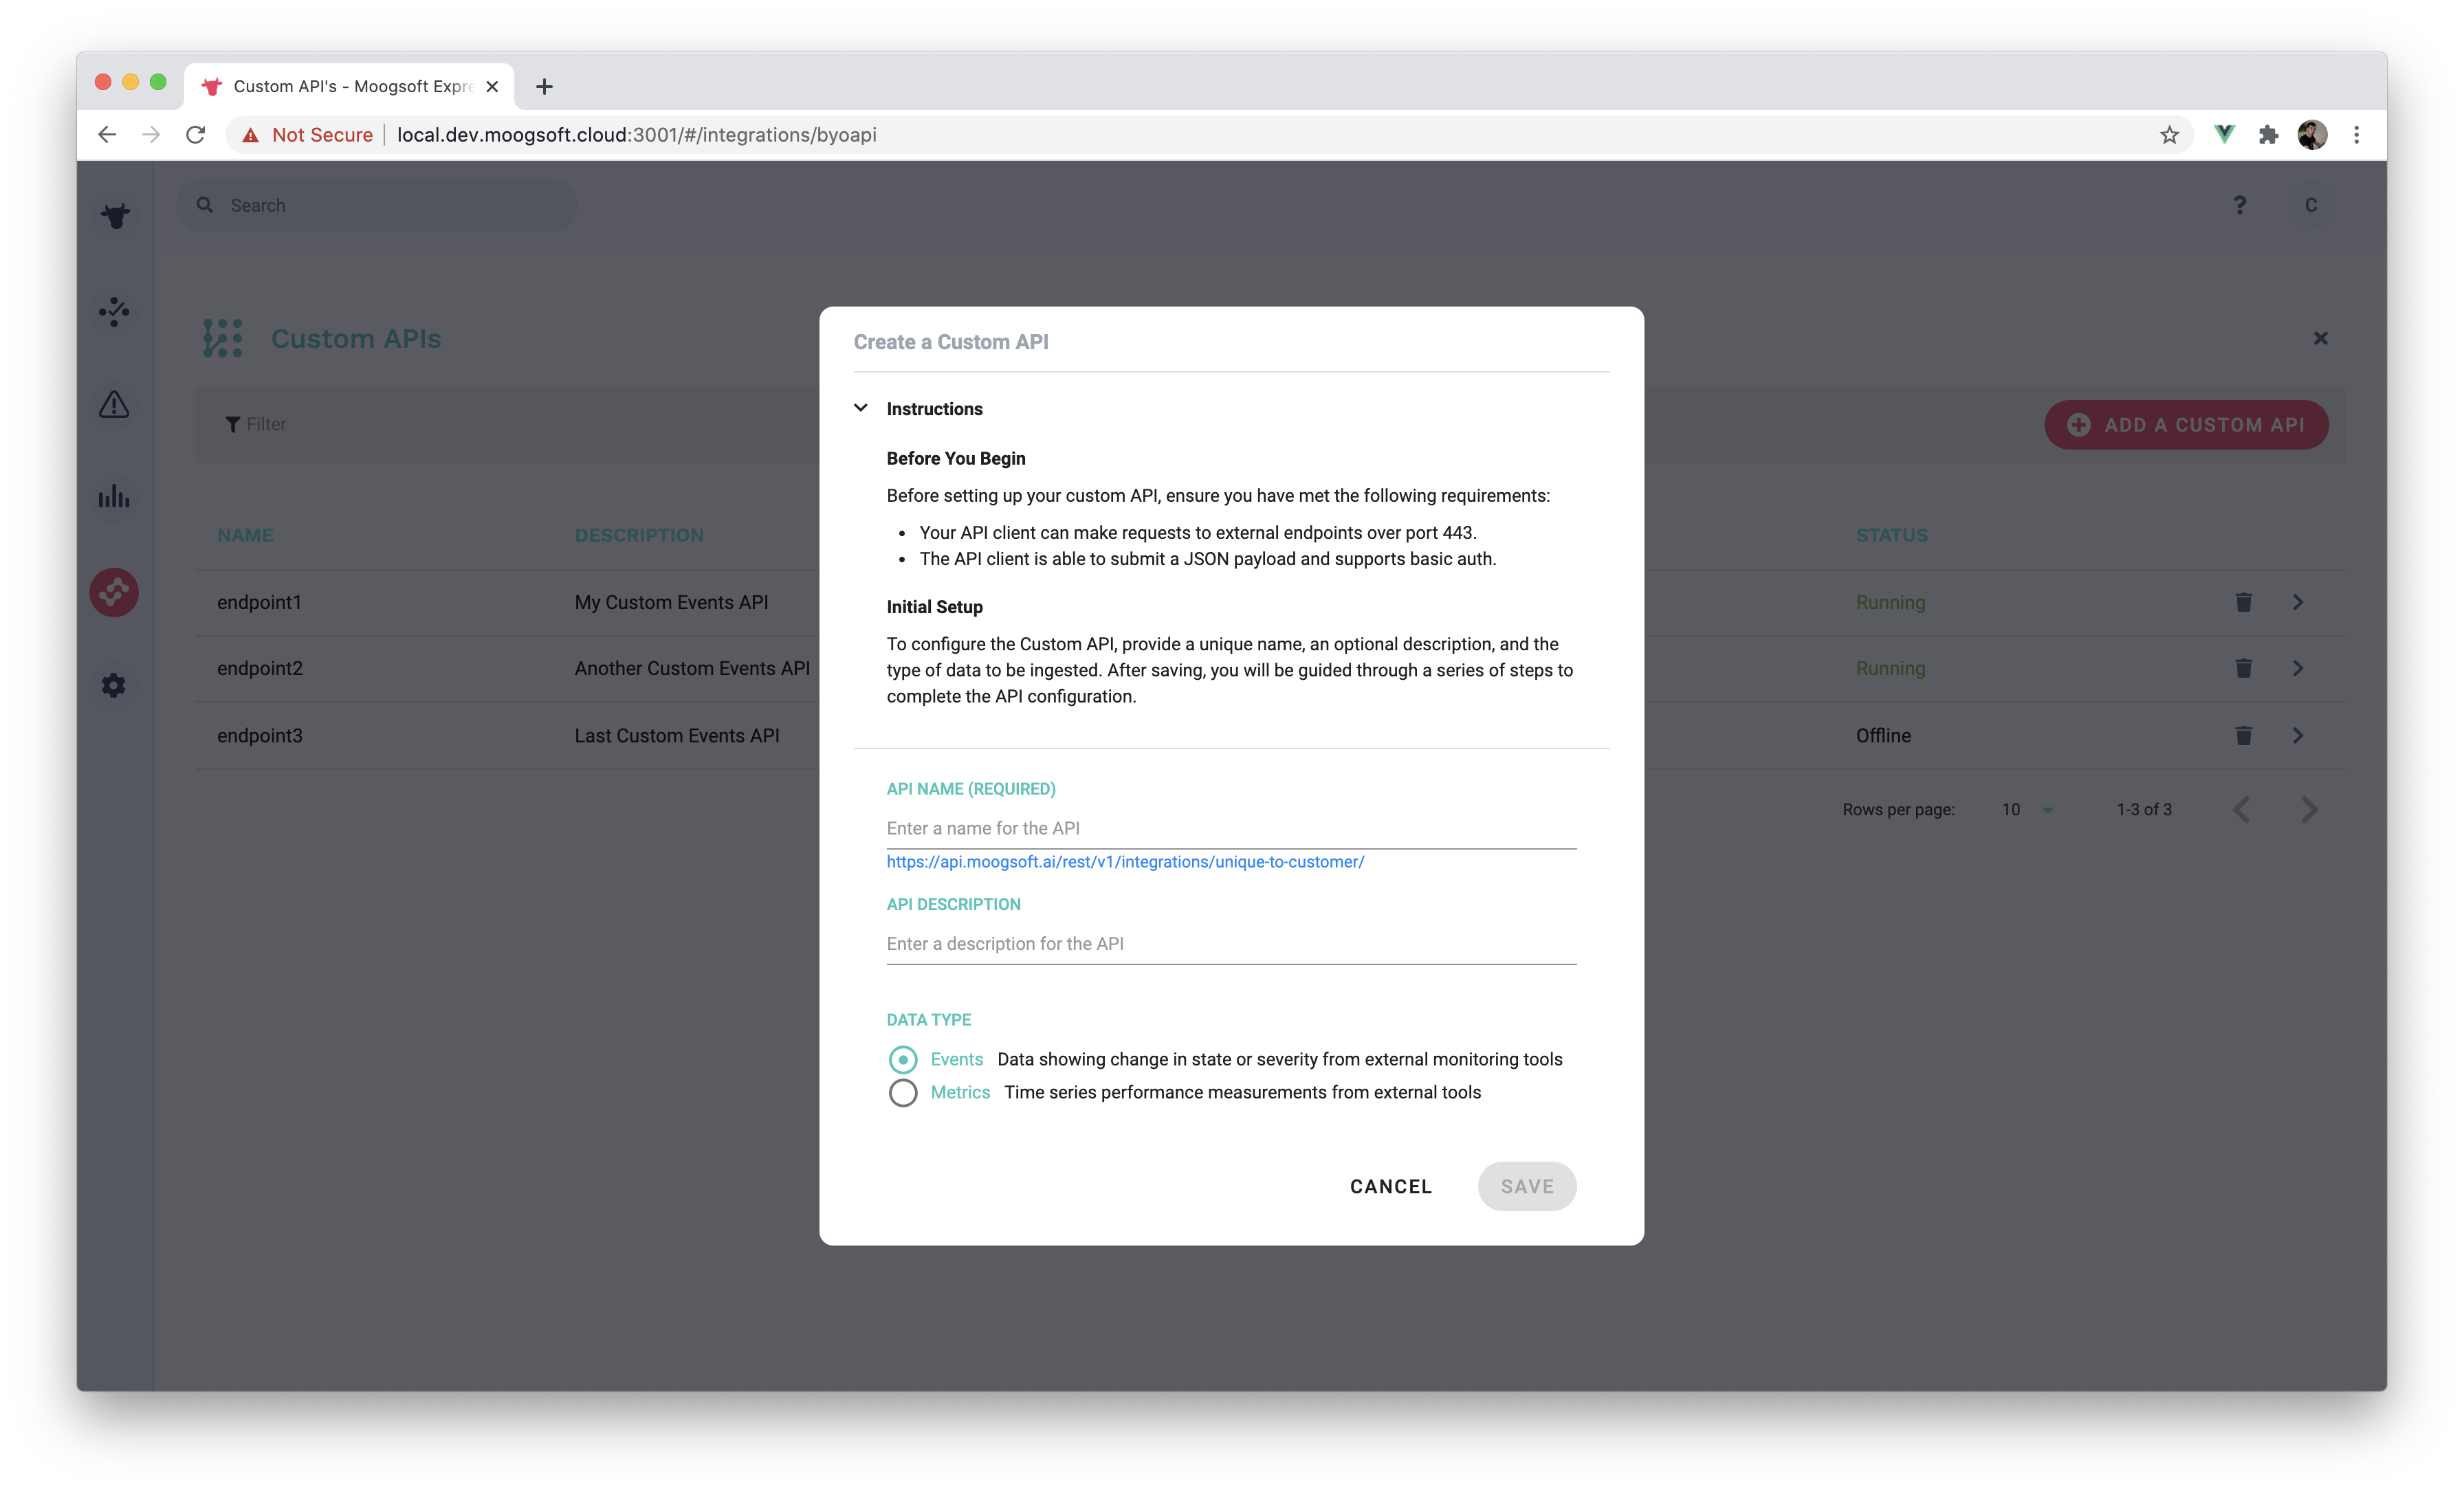 Custom API's - Moogsoft Expre
Not Secure local.dev.moogsoft.cloud:3001/#/integrations/byoapi
Search
? C
Custom APIs
Filter
ADD A CUSTOM API
NAME DESCRIPTION STATUS
endpoint1 My Custom Events API Running
endpoint2 Another Custom Events API Running
endpoint3 Last Custom Events API Offline
Rows per page: 10 1-3 of 3
Create a Custom API
Instructions
Before You Begin
Before setting up your custom API, ensure you have met the following requirements:
• Your API client can make requests to external endpoints over port 443.
• The API client is able to submit a JSON payload and supports basic auth.
Initial Setup
To configure the Custom API, provide a unique name, an optional description, and the
type of data to be ingested. After saving, you will be guided through a series of steps to
complete the API configuration.
API NAME (REQUIRED)
Enter a name for the API
https://api.moogsoft.ai/rest/v1/integrations/unique-to-customer/
API DESCRIPTION
Enter a description for the API
DATA TYPE
Events Data showing change in state or severity from external monitoring tools
Metrics Time series performance measurements from external tools
CANCEL SAVE